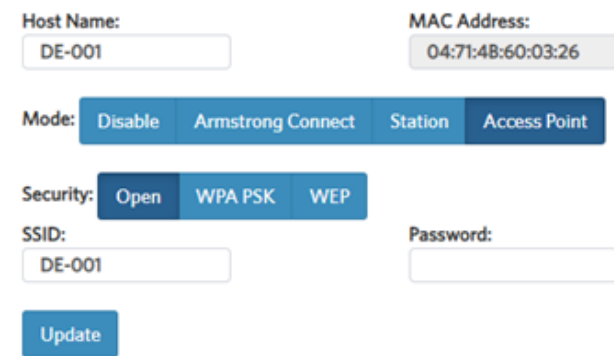 Host Name: MAC Address:
DE-001 04:71:4B:60:03:26
Mode: Disable Armstrong Connect Station Access Point
Security: Open WPA PSK WEP
SSID: Password:
DE-001
Update